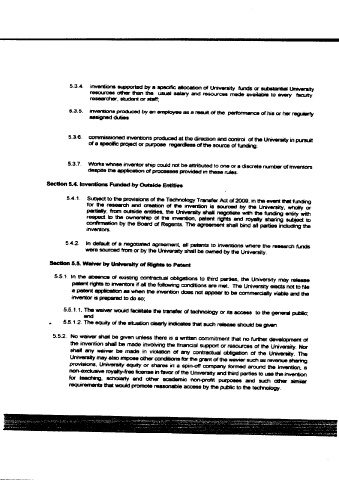 5.3.4. inventions supported by a specific allocation of University funds or substantial University
resources other than the usual salary and resources made available to every faculty
researcher, student or staff;
5.3.5. inventions produced by an employee as a result of the performance of his or her regularly
assigned duties
5.3.6. commissioned inventions produced at the direction and control of the University in pursuit
of a specific project or purpose regardless of the source of funding;
5.3.7. Works whose inventor ship could not be attributed to one or a discrete number of inventors
despite the application of processes provided in these rules.
Section 5.4. Inventions Funded by Outside Entities
5.4.1. Subject to the provisions of the Technology Transfer Act of 2009, in the event that funding
for the research and creation of the invention is sourced by the University, wholly or
partially, from outside entities, the University shall negotiate with the funding entity with
respect to the ownership of the invention, patent rights and royalty sharing subject to
confirmation by the Board of Regents. The agreement shall bind all parties including the
inventors.
5.4.2. In default of a negotiated agreement, all patents to inventions where the research funds
were sourced from or by the University shall be owned by the University.
Section 5.5. Waiver by University of Rights to Patent
5.5.1. In the absence of existing contractual obligations to third parties, the University may release
patent rights to inventors if all the following conditions are met. The University elects not to file
a patent application as when the invention does not appear to be commercially viable and the
inventor is prepared to do so;
5.5.1.1. The waiver would facilitate the transfer of technology or its access to the general public;
and
5.5.1.2. The equity of the situation clearly indicates that such release should be given
5.5.2. No waiver shall be given unless there is a written commitment that no further development of
the invention shall be made involving the financial support or resources of the University. Nor
shall any waiver be made in violation of any contractual obligation of the University. The
University may also impose other conditions for the grant of the waiver such as revenue sharing
provisions, University equity or shares in a spin-off company formed around the invention, a
non-exclusive royalty-free license in favor of the University and third parties to use the invention
for teaching, scholarly and other academic non-profit purposes and such other similar
requirements that would promote reasonable access by the public to the technology.